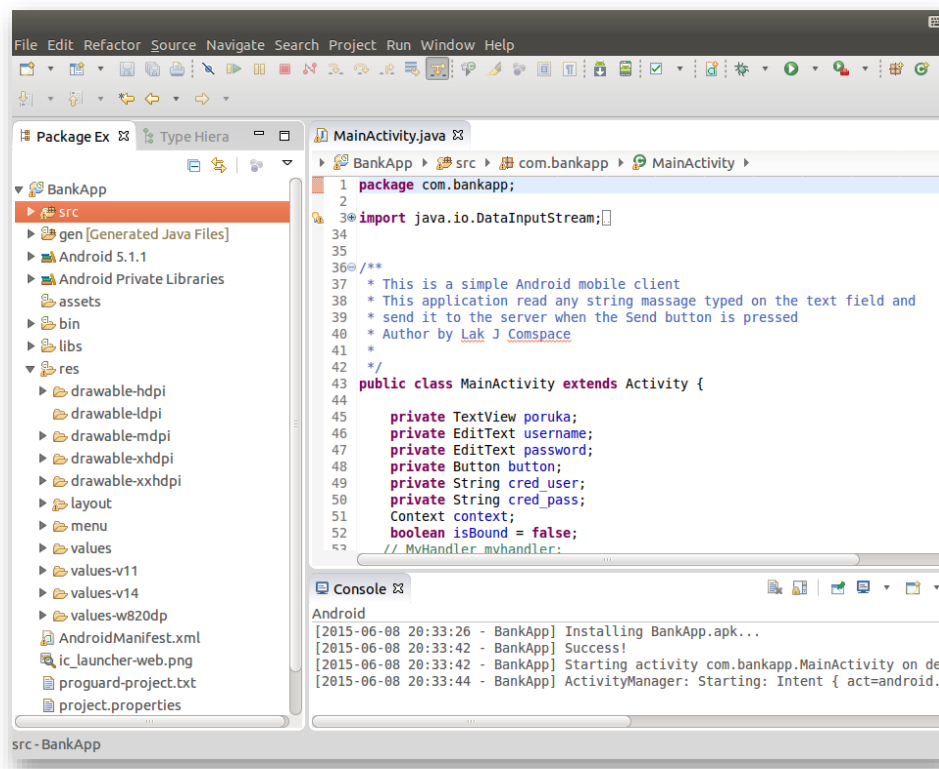 File Edit Refactor Source Navigate Search Project Run Window Help
Package Ex
Type Hiera
BankApp
src
gen [Generated Java Files]
Android 5.1.1
Android Private Libraries
assets
bin
libs
res
drawable-hdpi
drawable-ldpi
drawable-mdpi
drawable-xhdpi
drawable-xxhdpi
layout
menu
values
values-v11
values-v14
values-w820dp
AndroidManifest.xml
ic_launcher-web.png
proguard-project.txt
project.properties
MainActivity.java
BankApp src com.bankapp MainActivity
1 package com.bankapp;
2
3 import java.io.DataInputStream;
34
35
36 /**
37 * This is a simple Android mobile client
38 * This application read any string massage typed on the text field and
39 * send it to the server when the Send button is pressed
40 * Author by Lak J Comspace
41 *
42 */
43 public class MainActivity extends Activity {
44
45 private TextView poruka;
46 private EditText username;
47 private EditText password;
48 private Button button;
49 private String cred_user;
50 private String cred_pass;
51 Context context;
52 boolean isBound = false;
53 // MyHandler myhandler;
Console
Android
[2015-06-08 20:33:26 - BankApp] Installing BankApp.apk...
[2015-06-08 20:33:42 - BankApp] Success!
[2015-06-08 20:33:42 - BankApp] Starting activity com.bankapp.MainActivity on de
[2015-06-08 20:33:44 - BankApp] ActivityManager: Starting: Intent { act=android.
src - BankApp